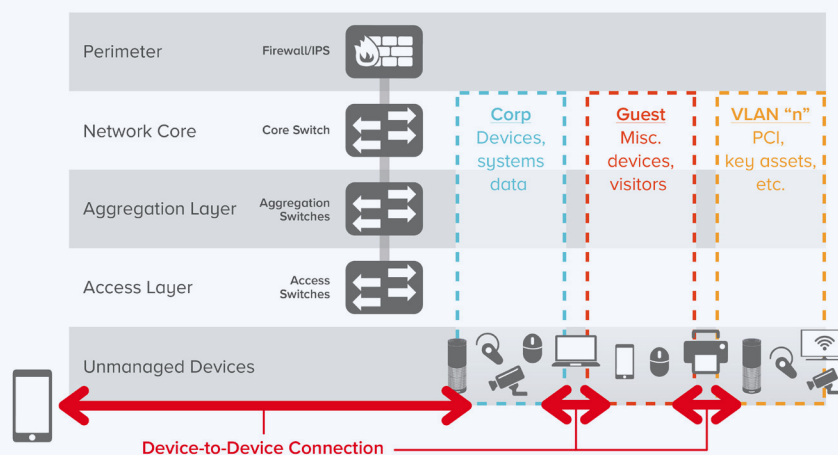 Perimeter
Firewall/IPS
Network Core
Core Switch
Corp
Devices,
systems
data
Guest
Misc.
devices,
visitors
VLAN “n”
PCI,
key assets,
etc.
Aggregation Layer
Aggregation
Switches
Access Layer
Access
Switches
Unmanaged Devices
Device-to-Device Connection